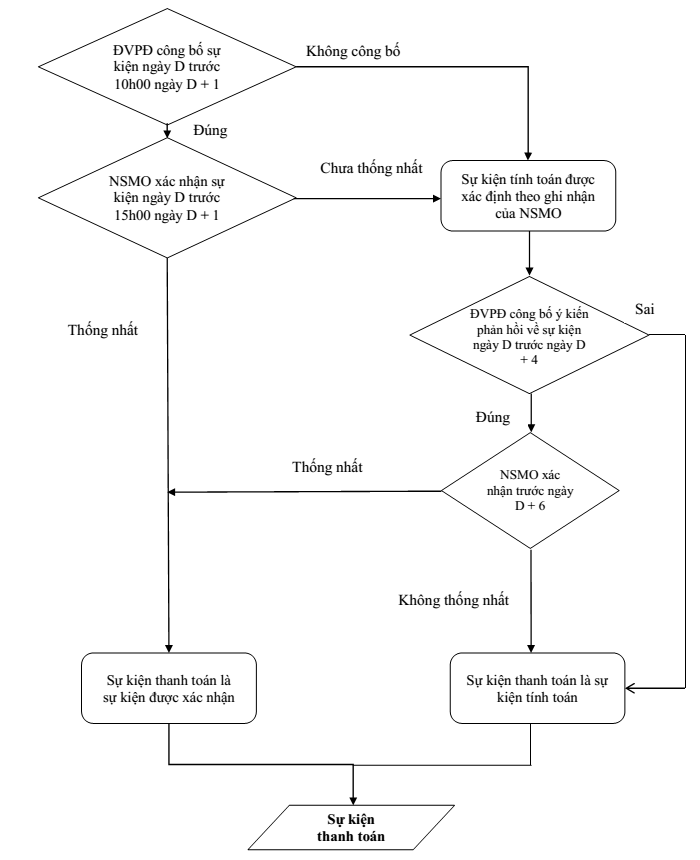 ĐVPĐ công bố sự
kiện ngày D trước
10h00 ngày D + 1
Không công bố
Đúng
NSMO xác nhận sự
kiện ngày D trước
15h00 ngày D + 1
Chưa thống nhất
Sự kiện tính toán được
xác định theo ghi nhận
của NSMO
Thống nhất
ĐVPĐ công bố ý kiến
phản hồi về sự kiện
ngày D trước ngày D
+ 4
Sai
Đúng
Thống nhất
NSMO xác
nhận trước ngày
D + 6
Không thống nhất
Sự kiện thanh toán là
sự kiện được xác nhận
Sự kiện thanh toán là sự
kiện tính toán
Sự kiện
thanh toán